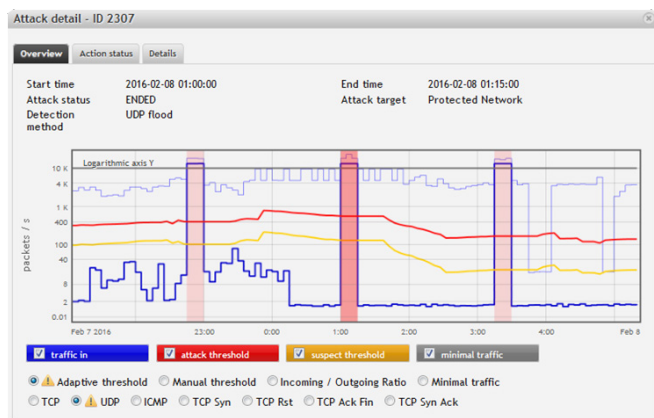 Attack detail - ID 2307
Overview Action status Details
Start time 2016-02-08 01:00:00 End time 2016-02-08 01:15:00
Attack status ENDED Attack target Protected Network
Detection method UDP flood
Logarithmic axis Y
packets / s
10 K
4 K
1 K
400
100
40
8
2
0.01
Feb 7 2016 23:00 0:00 1:00 2:00 3:00 4:00 Feb 8
traffic in attack threshold suspect threshold minimal traffic
Adaptive threshold Manual threshold Incoming / Outgoing Ratio Minimal traffic
TCP UDP ICMP TCP Syn TCP Rst TCP Ack Fin TCP Syn Ack